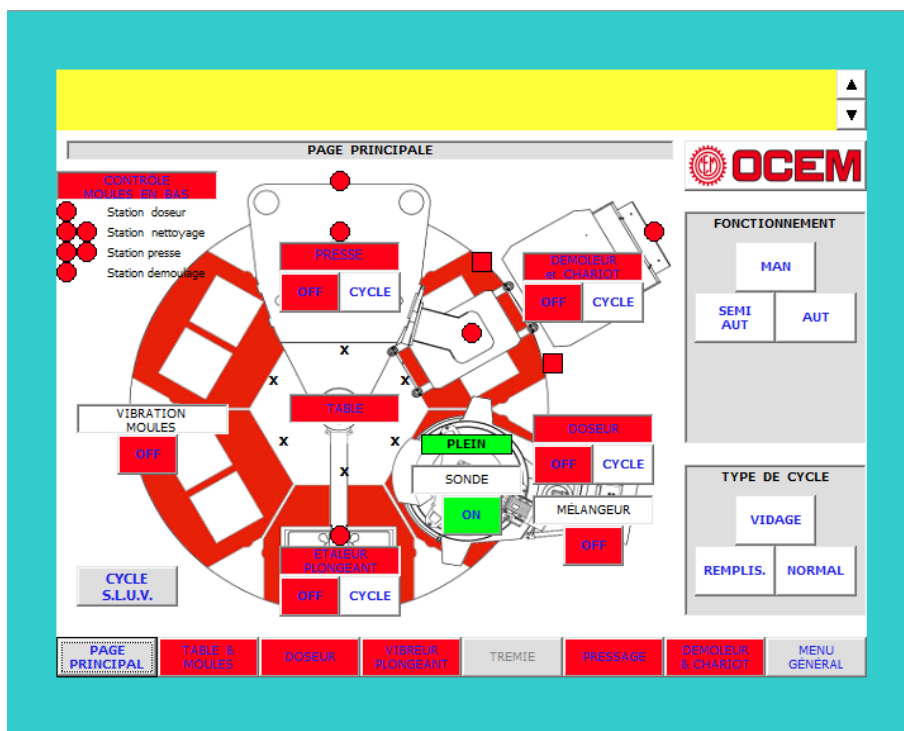 PAGE PRINCIPALE
OCEM
CONTRÔLE
MOULES EN BAS
Station doseur
Station nettoyage
Station presse
Station demoulage
PRESSE
OFF CYCLE
DEMOLEUR
et CHARIOT
OFF CYCLE
FONCTIONNEMENT
MAN
SEMI
AUT
AUT
X
X
X
TABLE
VIBRATION
MOULES
OFF
X
X
X
PLEIN
SONDE
ON
DOSEUR
OFF CYCLE
MÉLANGEUR
OFF
TYPE DE CYCLE
VIDAGE
REMPLIS. NORMAL
ETALEUR
PLONGEANT
OFF CYCLE
CYCLE
S.L.U.V.
PAGE
PRINCIPAL
TABLE &
MOULES
DOSEUR
VIBREUR
PLONGEANT
TREMIE
PRESSAGE
DEMOLEUR
& CHARIOT
MENU
GÉNÉRAL